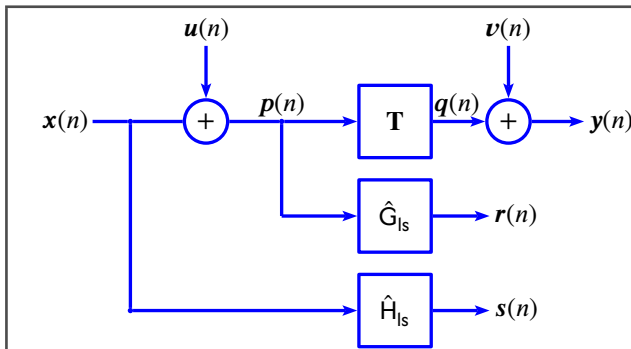 u(n) v(n)
x(n) + p(n) T q(n) + y(n)
Ĝls r(n)
Ĥls s(n)